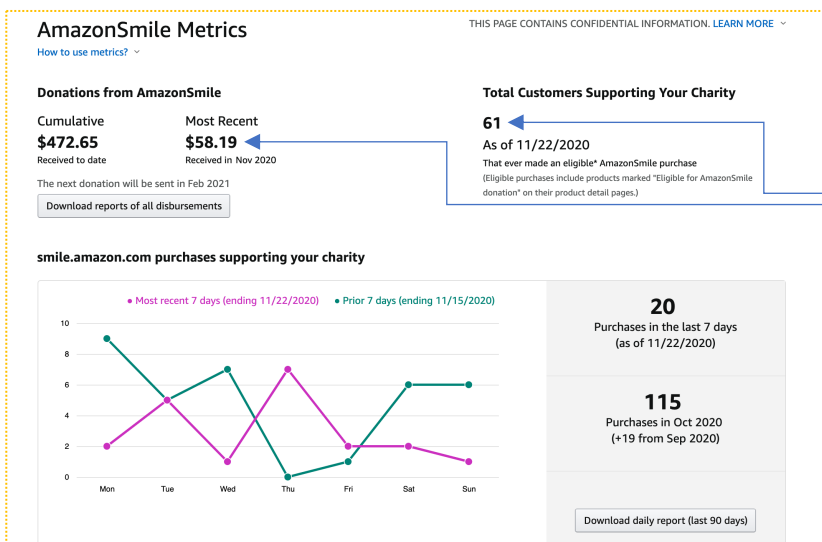 AmazonSmile Metrics
THIS PAGE CONTAINS CONFIDENTIAL INFORMATION. LEARN MORE
How to use metrics?
Donations from AmazonSmile
Cumulative
$472.65
Received to date
Most Recent
$58.19
Received in Nov 2020
The next donation will be sent in Feb 2021
Download reports of all disbursements
Total Customers Supporting Your Charity
61
As of 11/22/2020
That ever made an eligible* AmazonSmile purchase
(Eligible purchases include products marked "Eligible for AmazonSmile
donation" on their product detail pages.)
smile.amazon.com purchases supporting your charity
• Most recent 7 days (ending 11/22/2020) • Prior 7 days (ending 11/15/2020)
10
8
6
4
2
0
Mon Tue Wed Thu Fri Sat Sun
20
Purchases in the last 7 days
(as of 11/22/2020)
115
Purchases in Oct 2020
(+19 from Sep 2020)
Download daily report (last 90 days)